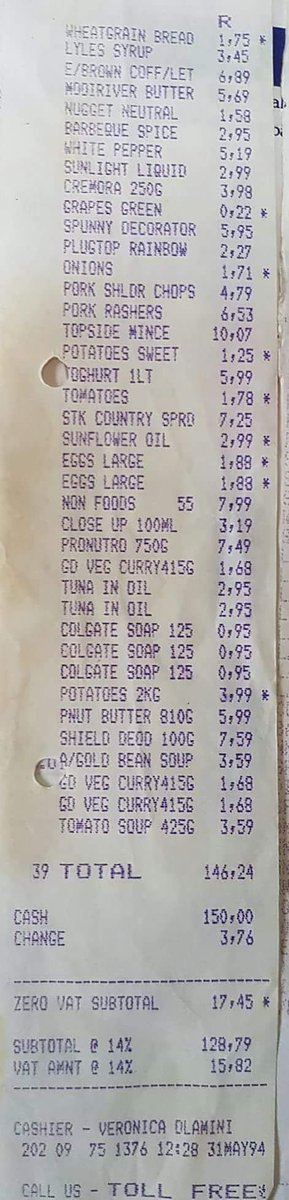 R
WHEATGRAIN BREAD 1,75 *
LYLES SYRUP 3,45
E/BROWN COFF/LET 6,89
MOOIRIVER BUTTER 5,69
NUGGET NEUTRAL 1,58
BARBEQUE SPICE 2,95
WHITE PEPPER 5,19
SUNLIGHT LIQUID 2,99
CREMORA 250G 3,98
GRAPES GREEN 0,22 *
SPUNNY DECORATOR 5,95
PLUGTOP RAINBOW 2,27
ONIONS 1,71 *
PORK SHLDR CHOPS 4,79
PORK RASHERS 6,53
TOPSIDE MINCE 10,07
POTATOES SWEET 1,25 *
YOGHURT 1LT 5,99
TOMATOES 1,78 *
STK COUNTRY SPRD 7,25
SUNFLOWER OIL 2,99 *
EGGS LARGE 1,88 *
EGGS LARGE 1,88 *
NON FOODS 55 7,99
CLOSE UP 100ML 3,19
PRONUTRO 750G 7,49
GD VEG CURRY415G 1,68
TUNA IN OIL 2,95
TUNA IN OIL 2,95
COLGATE SOAP 125 0,95
COLGATE SOAP 125 0,95
COLGATE SOAP 125 0,95
POTATOES 2KG 3,99 *
PNUT BUTTER 810G 5,99
SHIELD DEOD 100G 7,59
A/GOLD BEAN SOUP 3,59
GD VEG CURRY415G 1,68
GD VEG CURRY415G 1,68
TOMATO SOUP 425G 3,59
39 TOTAL 146,24
CASH 150,00
CHANGE 3,76
ZERO VAT SUBTOTAL 17,45 *
SUBTOTAL @ 14% 128,79
VAT AMNT @ 14% 15,82
CASHIER - VERONICA DLAMINI
202 09 75 1376 12:28 31MAY94
CALL US - TOLL FREE